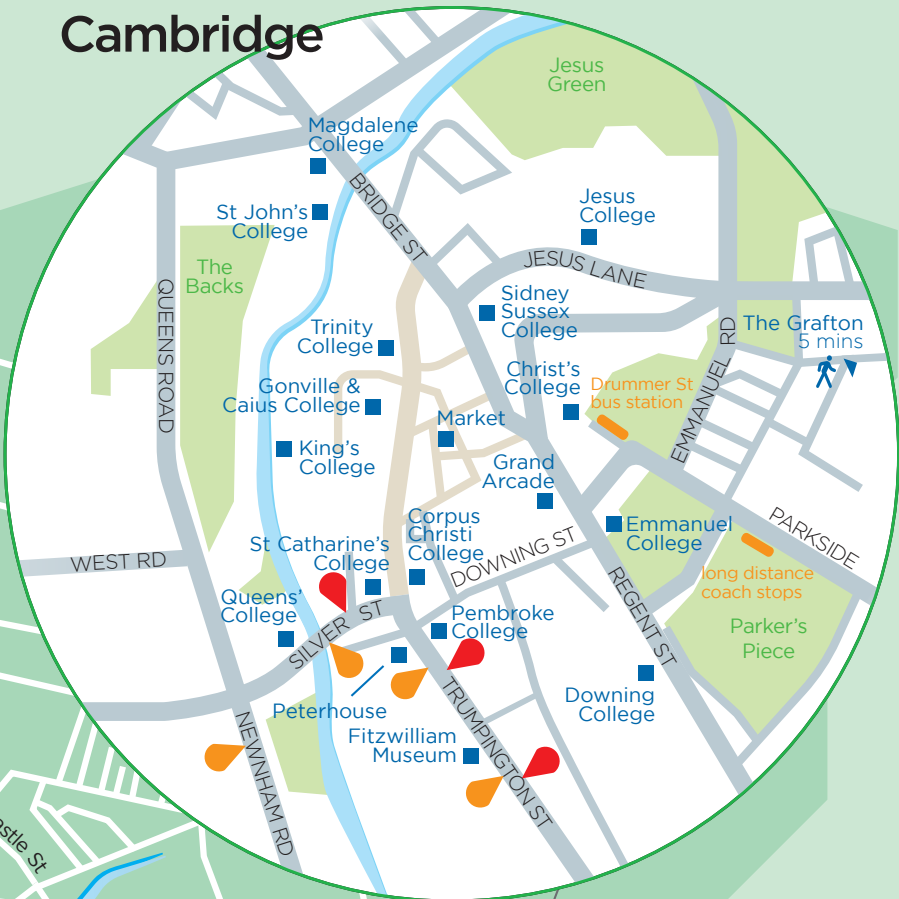 Cambridge
Jesus
Green
Magdalene
College
BRIDGE ST
St John's
College
Jesus
College
The
Backs
JESUS LANE
QUEENS ROAD
Sidney
Sussex
College
Trinity
College
EMMANUEL RD
The Grafton
5 mins
Christ's
College
Drummer St
bus station
Gonville &
Caius College
Market
King's
College
Grand
Arcade
Corpus
Christi
College
Emmanuel
College
PARKSIDE
St Catharine's
College
DOWNING ST
WEST RD
long distance
coach stops
Queens'
College
SILVER ST
Pembroke
College
REGENT ST
Parker's
Piece
Peterhouse
TRUMPINGTON ST
Downing
College
Fitzwilliam
Museum
NEWNHAM RD
stle St